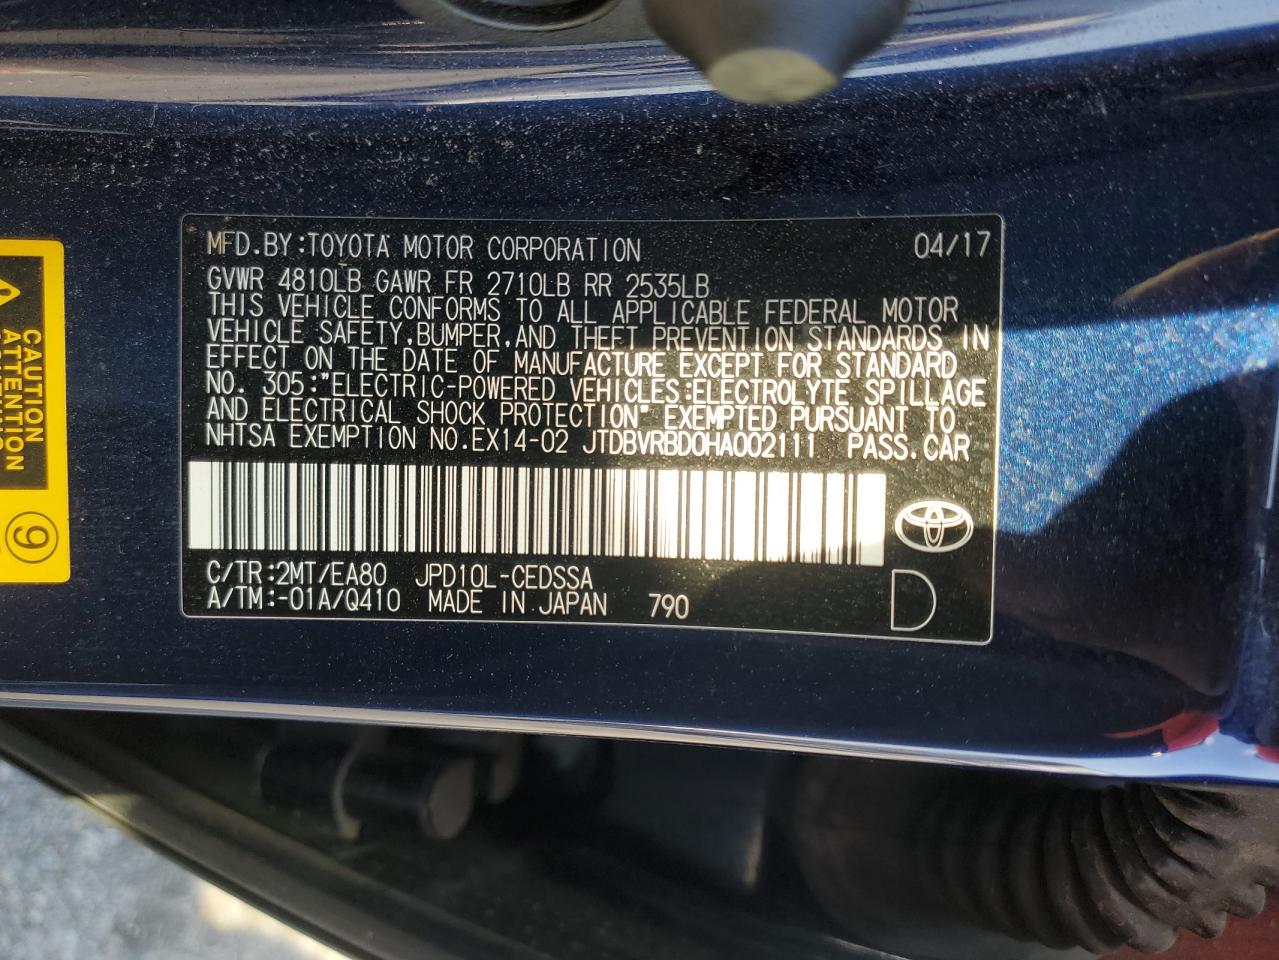 MFD.BY:TOYOTA MOTOR CORPORATION 04/17
GVWR 4810LB GAWR FR 2710LB RR 2535LB
THIS VEHICLE CONFORMS TO ALL APPLICABLE FEDERAL MOTOR
VEHICLE SAFETY,BUMPER,AND THEFT PREVENTION STANDARDS IN
EFFECT ON THE DATE OF MANUFACTURE EXCEPT FOR STANDARD
NO. 305:"ELECTRIC-POWERED VEHICLES:ELECTROLYTE SPILLAGE
AND ELECTRICAL SHOCK PROTECTION" EXEMPTED PURSUANT TO
NHTSA EXEMPTION NO.EX14-02 JTDBVRBD0HA002111 PASS.CAR
C/TR:2MT/EA80 JPD10L-CEDSSA
A/TM:-01A/Q410 MADE IN JAPAN 790
D
CAUTION
ATTENTION
9